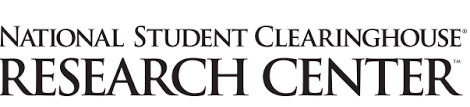 NATIONAL STUDENT CLEARINGHOUSE®
RESEARCH CENTER™